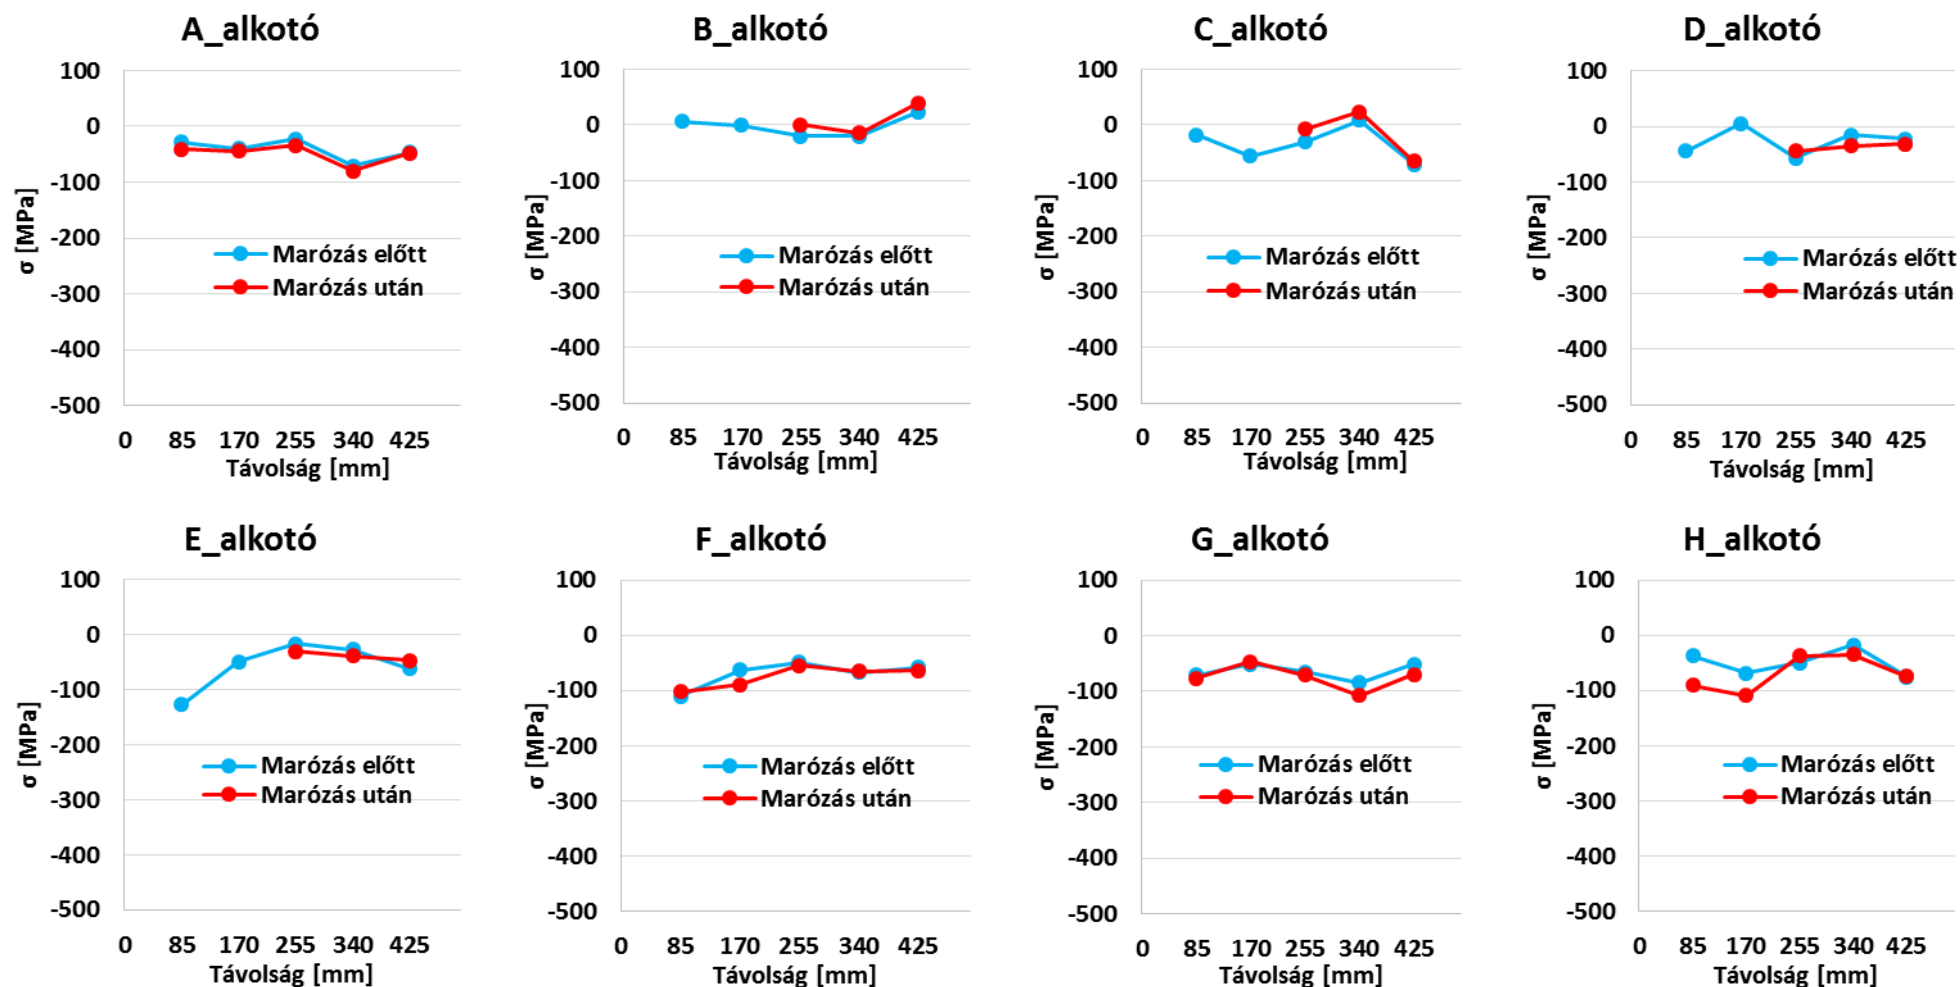 A_alkotó
100
0
-100
-200
-300
-400
-500
σ [MPa]
Marózás előtt
Marózás után
0 85 170 255 340 425
Távolság [mm]
B_alkotó
100
0
-100
-200
-300
-400
-500
σ [MPa]
Marózás előtt
Marózás után
0 85 170 255 340 425
Távolság [mm]
C_alkotó
100
0
-100
-200
-300
-400
-500
σ [MPa]
Marózás előtt
Marózás után
0 85 170 255 340 425
Távolság [mm]
D_alkotó
100
0
-100
-200
-300
-400
-500
σ [MPa]
Marózás előtt
Marózás után
0 85 170 255 340 425
Távolság [mm]
E_alkotó
100
0
-100
-200
-300
-400
-500
σ [MPa]
Marózás előtt
Marózás után
0 85 170 255 340 425
Távolság [mm]
F_alkotó
100
0
-100
-200
-300
-400
-500
σ [MPa]
Marózás előtt
Marózás után
0 85 170 255 340 425
Távolság [mm]
G_alkotó
100
0
-100
-200
-300
-400
-500
σ [MPa]
Marózás előtt
Marózás után
0 85 170 255 340 425
Távolság [mm]
H_alkotó
100
0
-100
-200
-300
-400
-500
σ [MPa]
Marózás előtt
Marózás után
0 85 170 255 340 425
Távolság [mm]